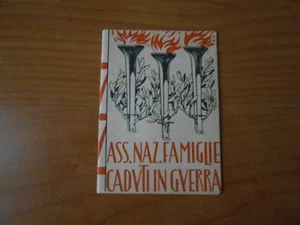 ASS. NAZ. FAMIGLIE
CADVTI IN GVERRA